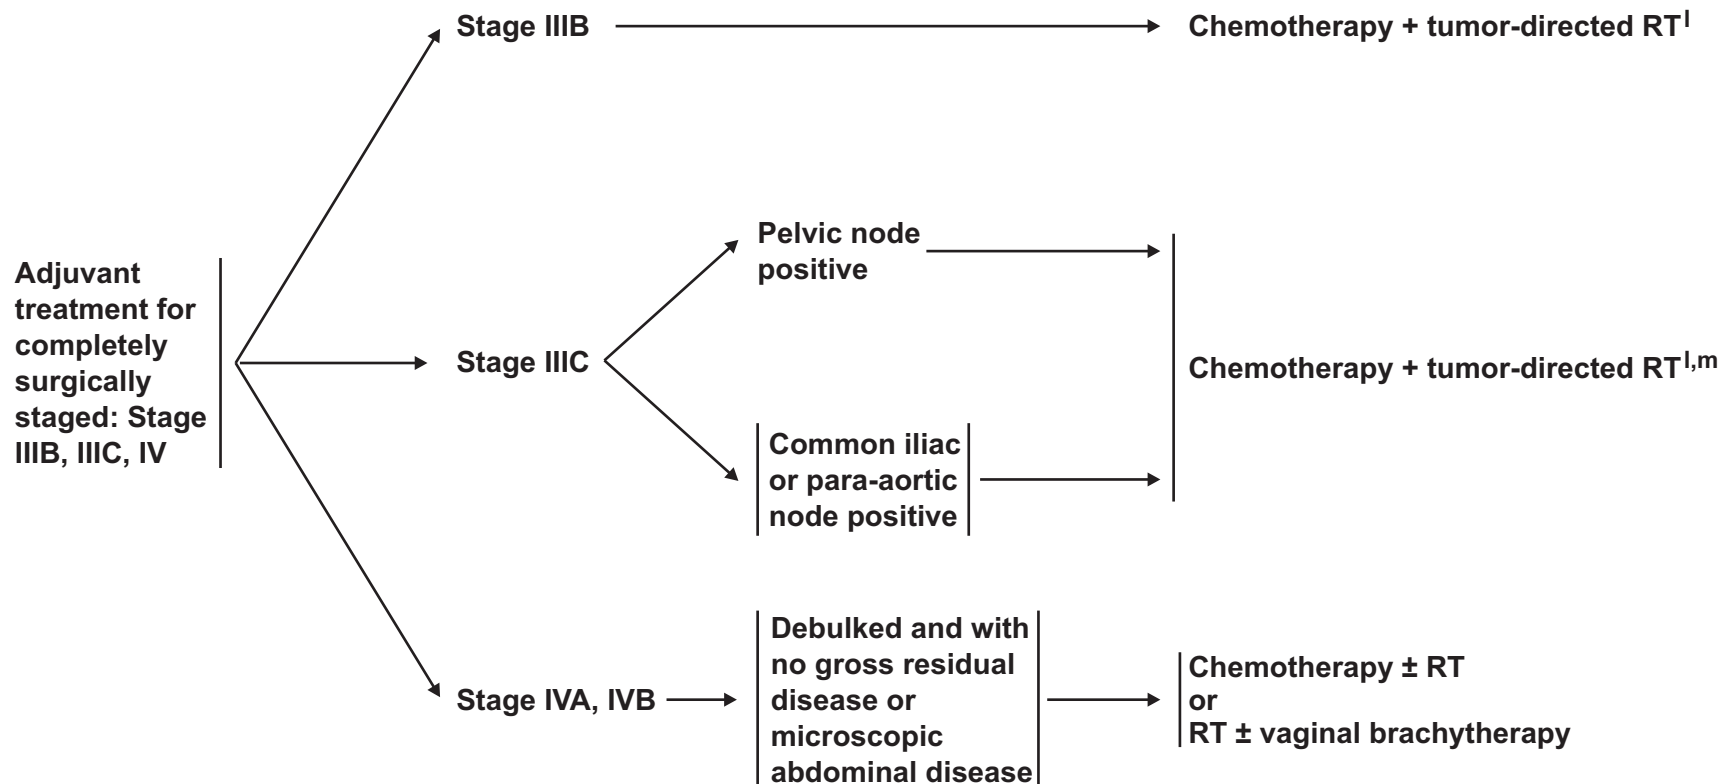 Stage IIIB
Chemotherapy + tumor-directed RT^l
Adjuvant
treatment for
completely
surgically
staged: Stage
IIIB, IIIC, IV
Stage IIIC
Pelvic node
positive
Common iliac
or para-aortic
node positive
Chemotherapy + tumor-directed RT^l,m
Stage IVA, IVB
Debulked and with
no gross residual
disease or
microscopic
abdominal disease
Chemotherapy ± RT
or
RT ± vaginal brachytherapy